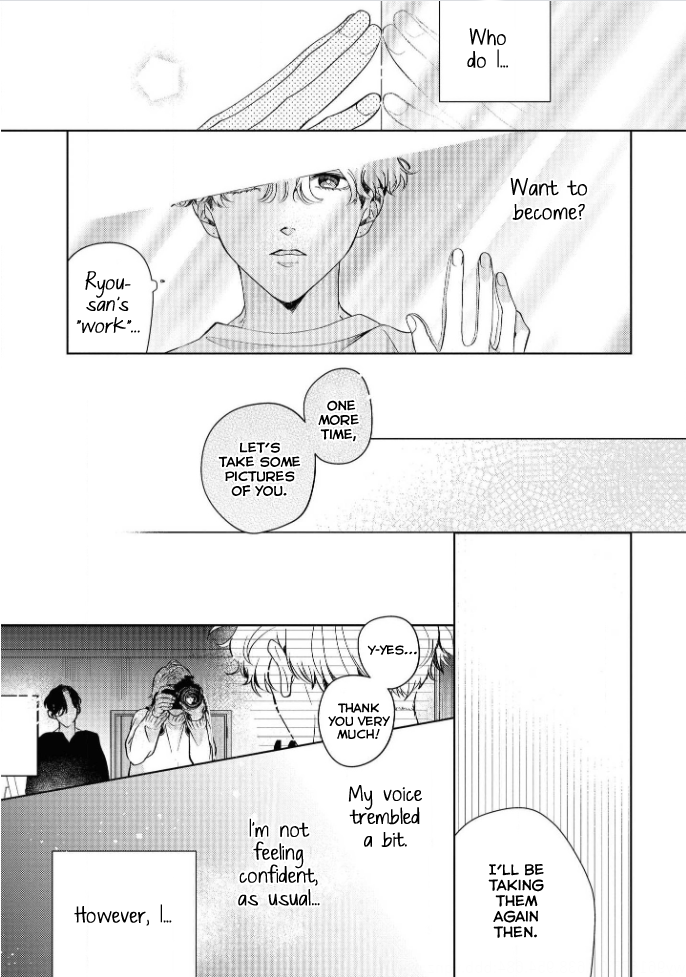 Who
do I...
Want to
become?
Ryou-
san's
"work"...
ONE
MORE
TIME,
LET'S
TAKE SOME
PICTURES
OF YOU.
Y-YES...
THANK
YOU VERY
MUCH!
I'LL BE
TAKING
THEM
AGAIN
THEN.
My voice
trembled
a bit.
I'm not
feeling
confident,
as usual...
However, I...